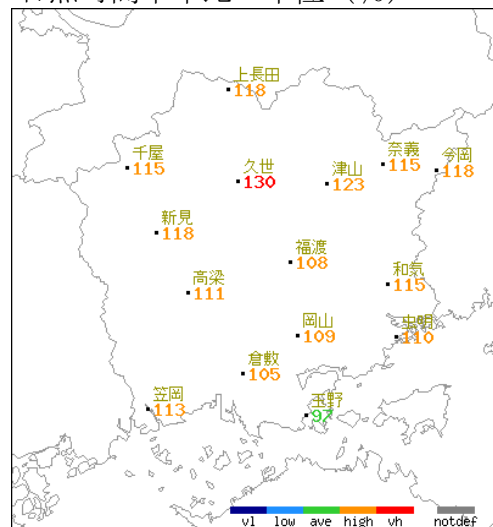 上長田
118
千屋
115
久世
130
津山
123
奈義
115
今岡
118
新見
118
福渡
108
高梁
111
和気
115
岡山
109
虫明
110
倉敷
105
笠岡
113
玉野
97
vl low ave high vh notdef